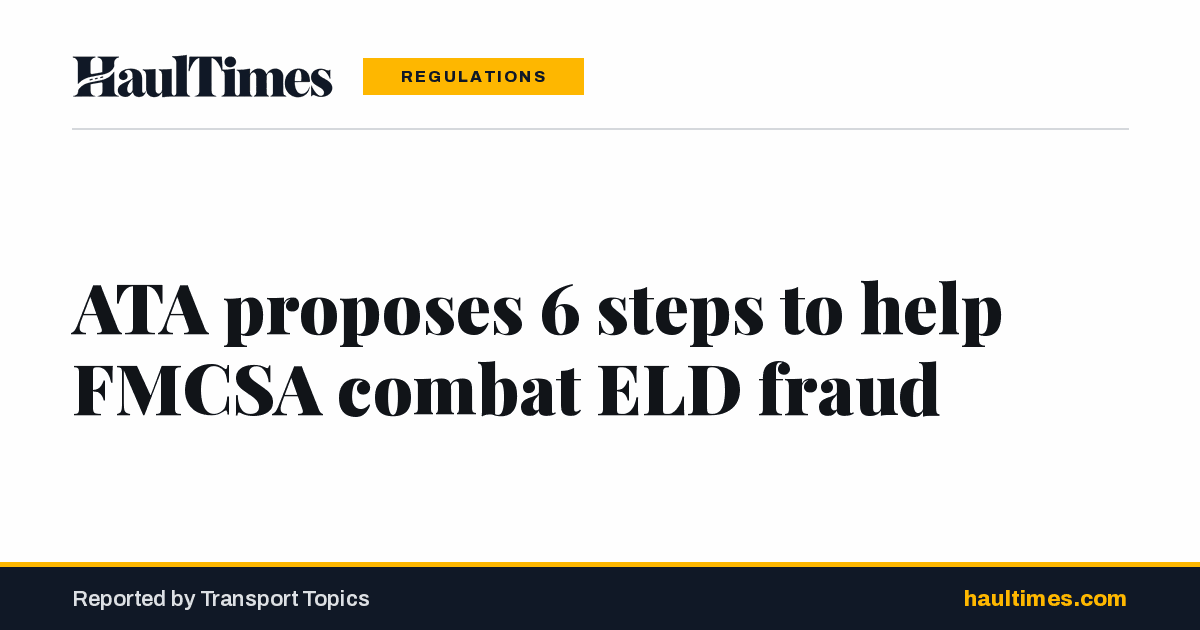 HaulTimes
REGULATIONS
ATA proposes 6 steps to help
FMCSA combat ELD fraud
Reported by Transport Topics
haultimes.com